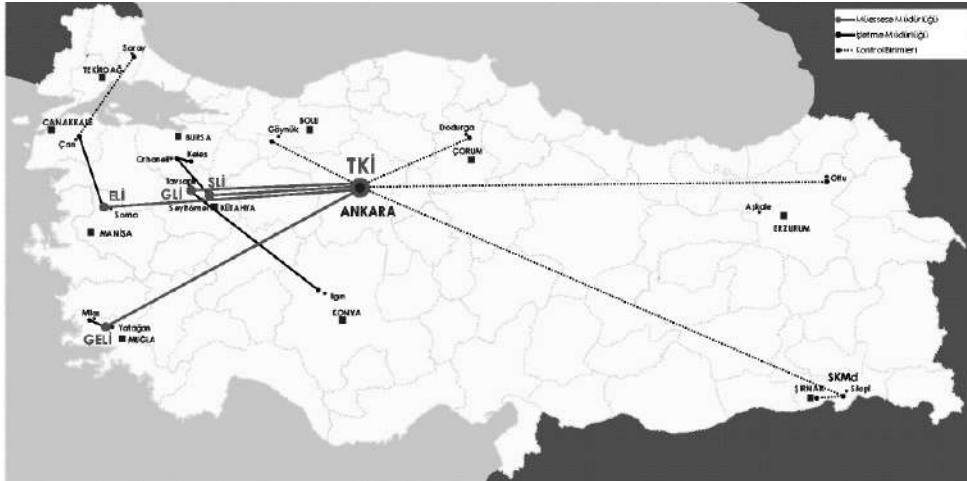 Müessese Müdürlüğü
İşletme Müdürlüğü
Kontrol Birimleri
Saray
TEKİRDAĞ
ÇANAKKALE
Çan
BURSA
Göynük
BOLU
Dodurga
ÇORUM
Orhaneli
Keles
TKİ
ANKARA
Oltu
Aşkale
ERZURUM
Tavşanlı
SLİ
GLİ
Seyitömer
KÜTAHYA
ELİ
Soma
MANİSA
Ilgın
KONYA
Milas
Yatağan
GELİ
MUĞLA
SKMd
ŞIRNAK
Silopi